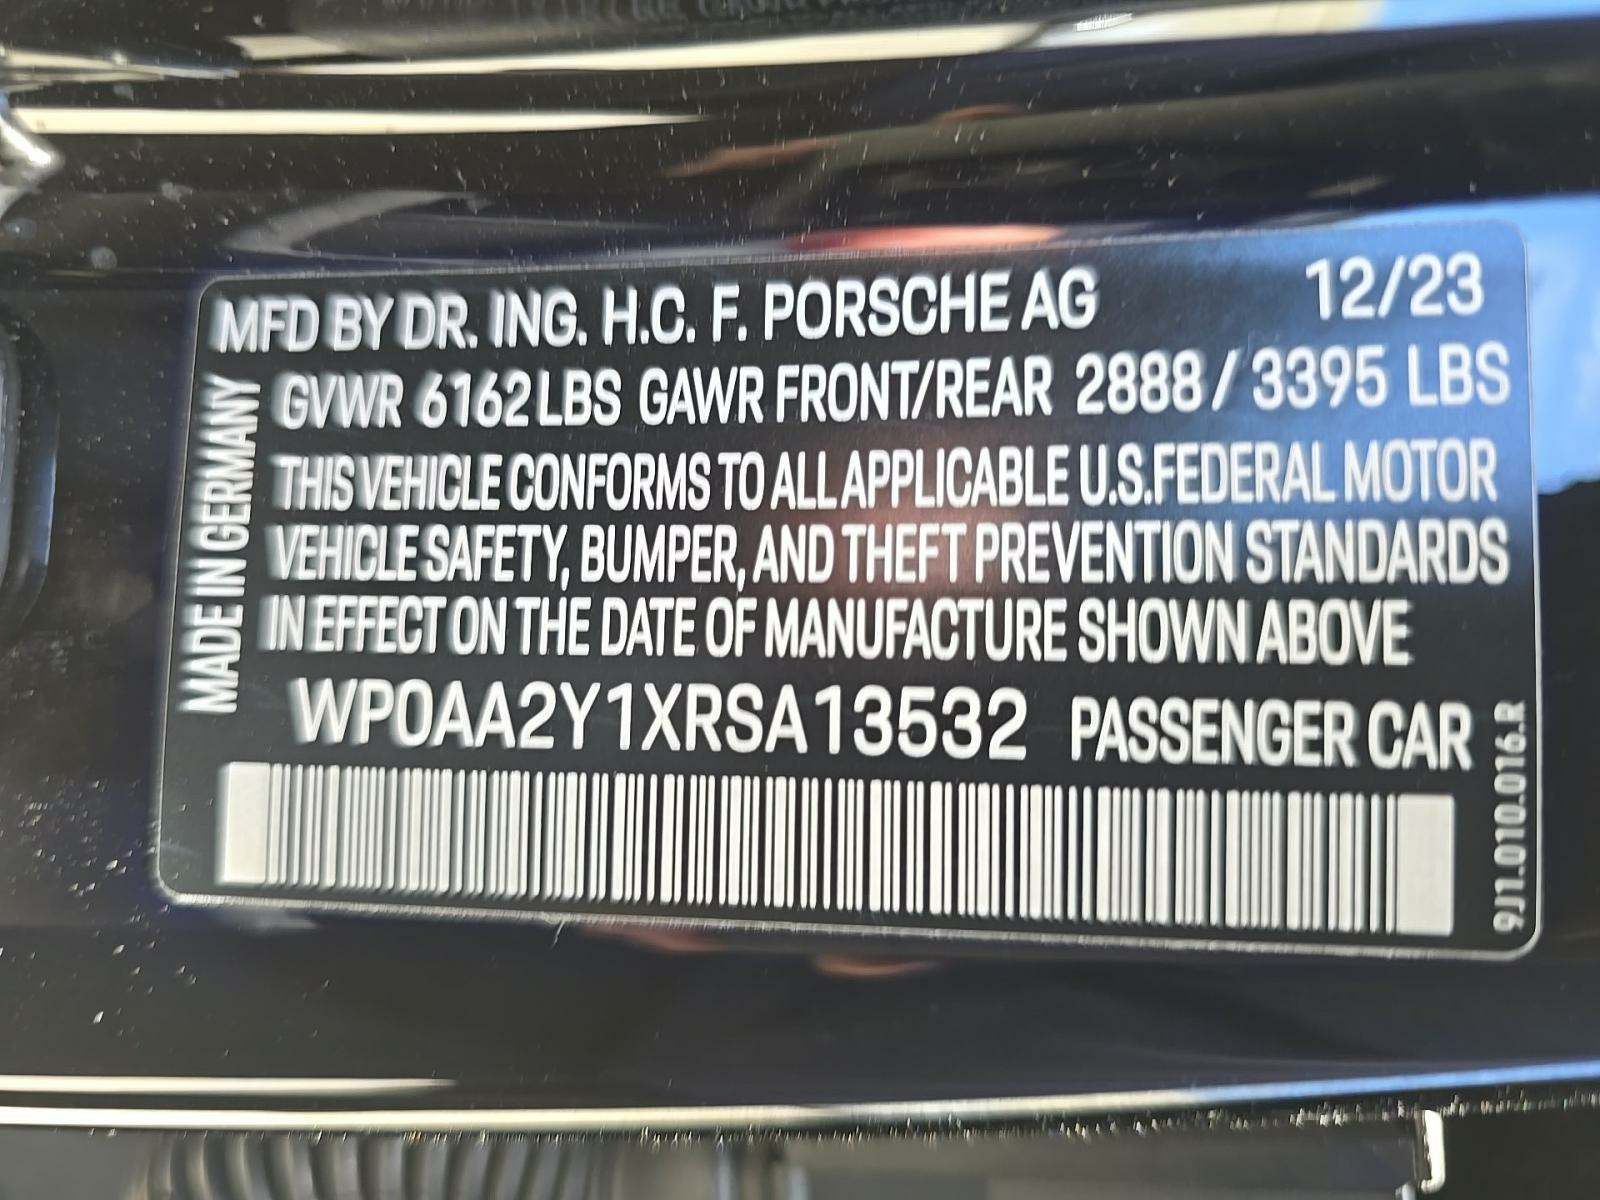 MFD BY DR. ING. H.C. F. PORSCHE AG 12/23
GVWR 6162 LBS GAWR FRONT/REAR 2888 / 3395 LBS
THIS VEHICLE CONFORMS TO ALL APPLICABLE U.S.FEDERAL MOTOR
VEHICLE SAFETY, BUMPER, AND THEFT PREVENTION STANDARDS
IN EFFECT ON THE DATE OF MANUFACTURE SHOWN ABOVE
WP0AA2Y1XRSA13532 PASSENGER CAR
MADE IN GERMANY
9J1.010.016.R